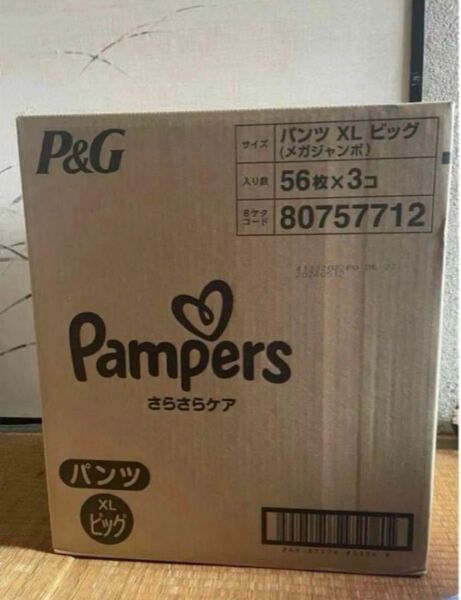 P&G
サイズ パンツ XL ビッグ
(メガジャンボ)
入り数 56枚×3コ
8ケタ
コード 80757712
Pampers
さらさらケア
パンツ
XL
ビッグ